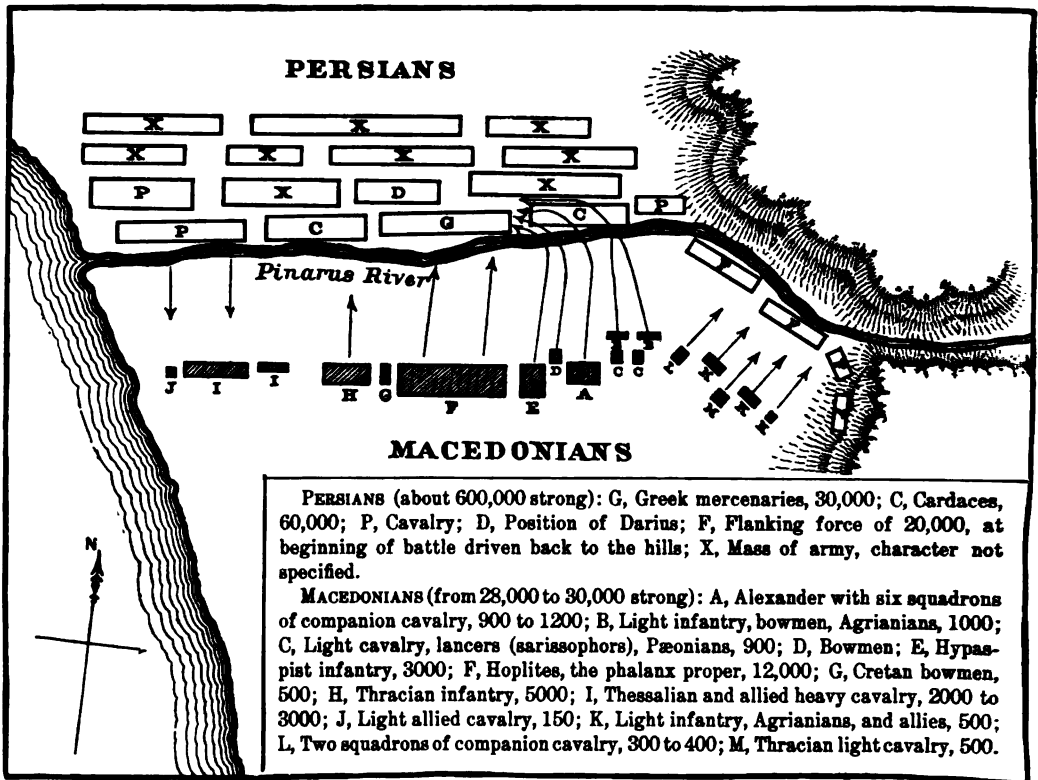 PERSIANS
X X X
X X X X
P X D X
P C G C P
Pinarus River
F
F
J I I H G F E D A C C
MACEDONIANS
N
PERSIANS (about 600,000 strong): G, Greek mercenaries, 30,000; C, Cardaces,
60,000; P, Cavalry; D, Position of Darius; F, Flanking force of 20,000, at
beginning of battle driven back to the hills; X, Mass of army, character not
specified.
MACEDONIANS (from 28,000 to 30,000 strong): A, Alexander with six squadrons
of companion cavalry, 900 to 1200; B, Light infantry, bowmen, Agrianians, 1000;
C, Light cavalry, lancers (sarissophors), Pæonians, 900; D, Bowmen; E, Hypas-
pist infantry, 3000; F, Hoplites, the phalanx proper, 12,000; G, Cretan bowmen,
500; H, Thracian infantry, 5000; I, Thessalian and allied heavy cavalry, 2000 to
3000; J, Light allied cavalry, 150; K, Light infantry, Agrianians, and allies, 500;
L, Two squadrons of companion cavalry, 300 to 400; M, Thracian light cavalry, 500.